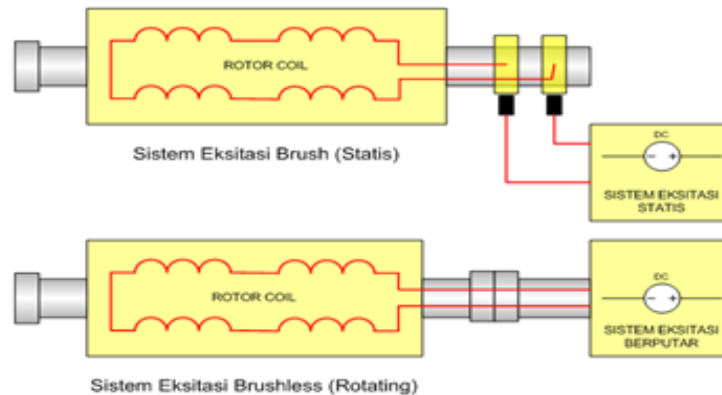 ROTOR COIL
Sistem Eksitasi Brush (Statis)
DC
- +
SISTEM EKSITASI
STATIS
ROTOR COIL
DC
- +
SISTEM EKSITASI
BERPUTAR
Sistem Eksitasi Brushless (Rotating)